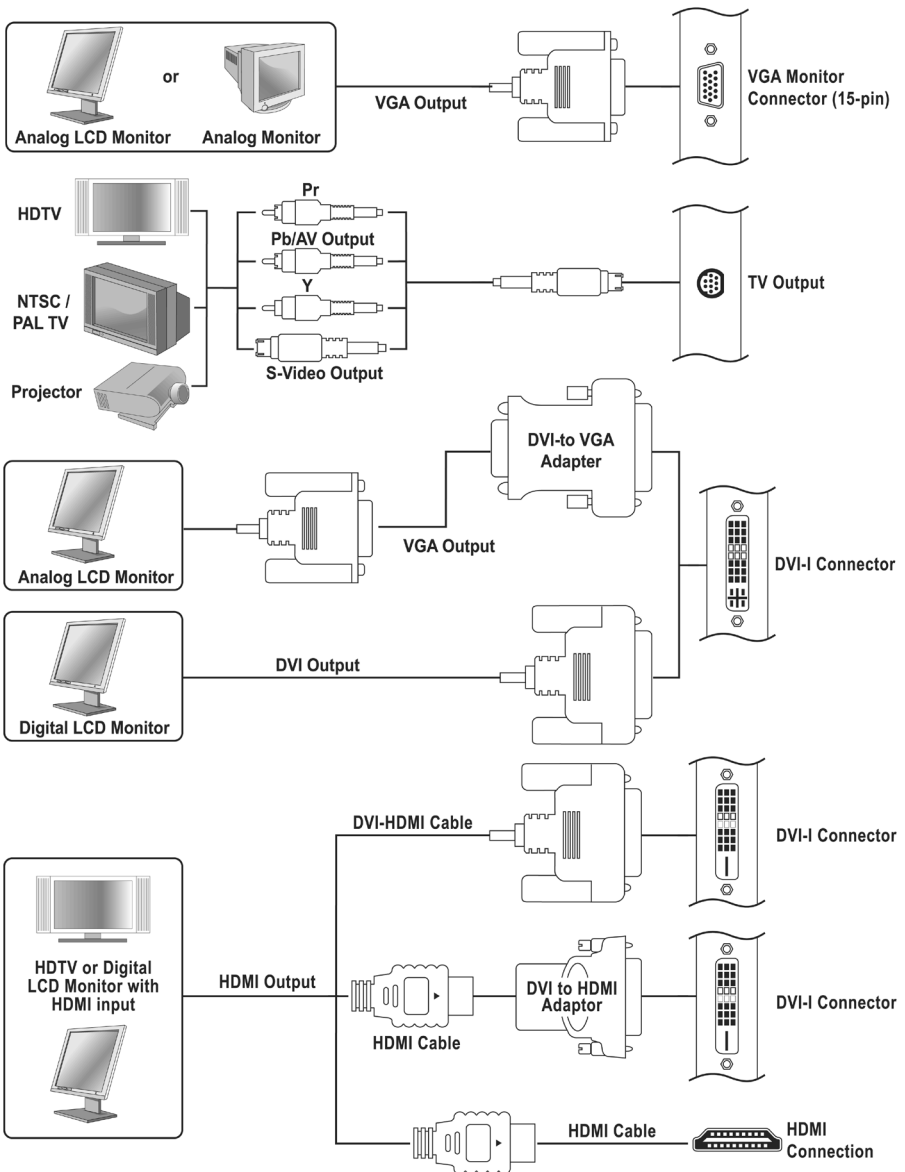 or
Analog LCD Monitor
Analog Monitor
VGA Output
VGA Monitor
Connector (15-pin)
HDTV
NTSC /
PAL TV
Projector
Pr
Pb/AV Output
Y
S-Video Output
TV Output
Analog LCD Monitor
VGA Output
DVI-to VGA
Adapter
DVI-I Connector
Digital LCD Monitor
DVI Output
HDTV or Digital
LCD Monitor with
HDMI input
HDMI Output
DVI-HDMI Cable
DVI-I Connector
HDMI Cable
DVI to HDMI
Adaptor
DVI-I Connector
HDMI Cable
HDMI
Connection